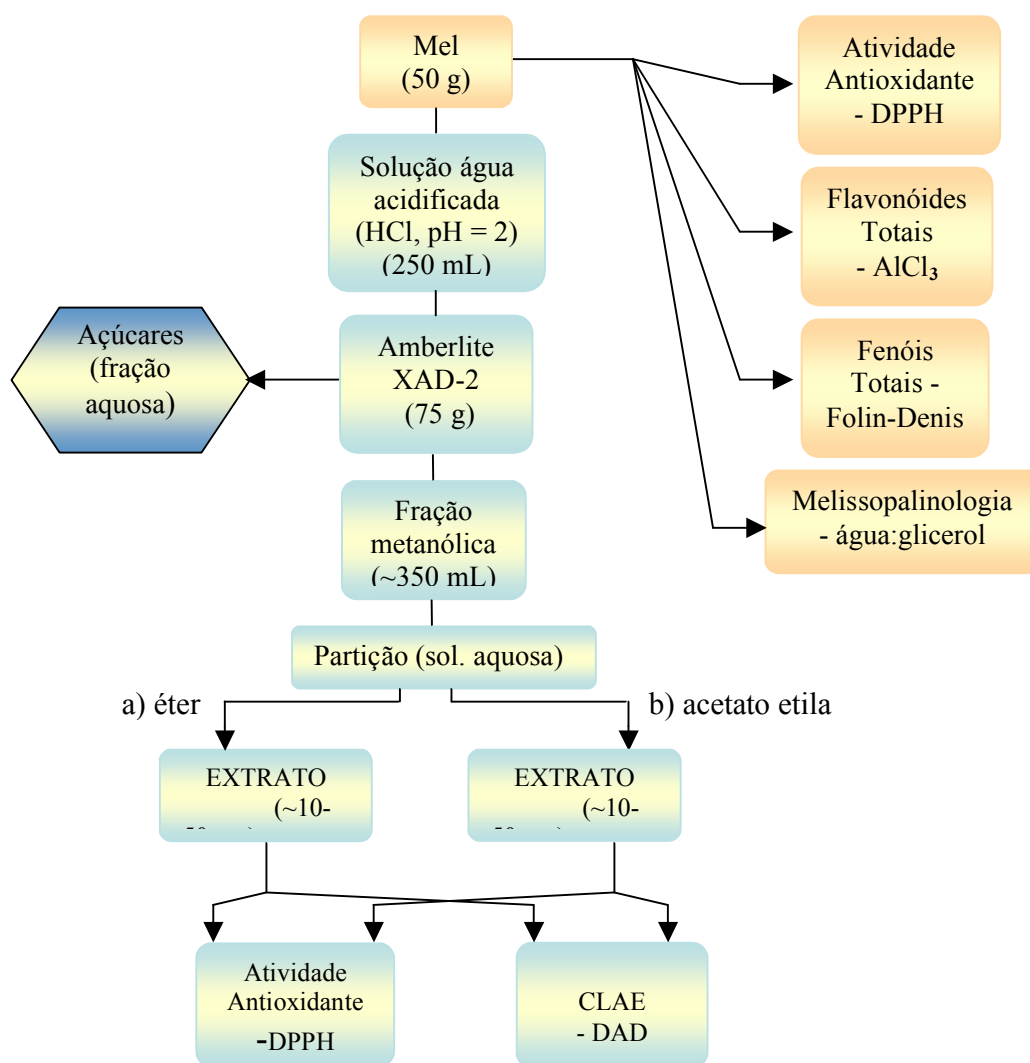 Mel
(50 g)
Solução água
acidificada
(HCl, pH = 2)
(250 mL)
Açúcares
(fração
aquosa)
Amberlite
XAD-2
(75 g)
Fração
metanólica
(~350 mL)
Partição (sol. aquosa)
a) éter
b) acetato etila
EXTRATO
(~10-
EXTRATO
(~10-
Atividade
Antioxidante
-DPPH
CLAE
- DAD
Atividade
Antioxidante
- DPPH
Flavonóides
Totais
- AlCl₃
Fenóis
Totais -
Folin-Denis
Melissopalinologia
- água:glicerol